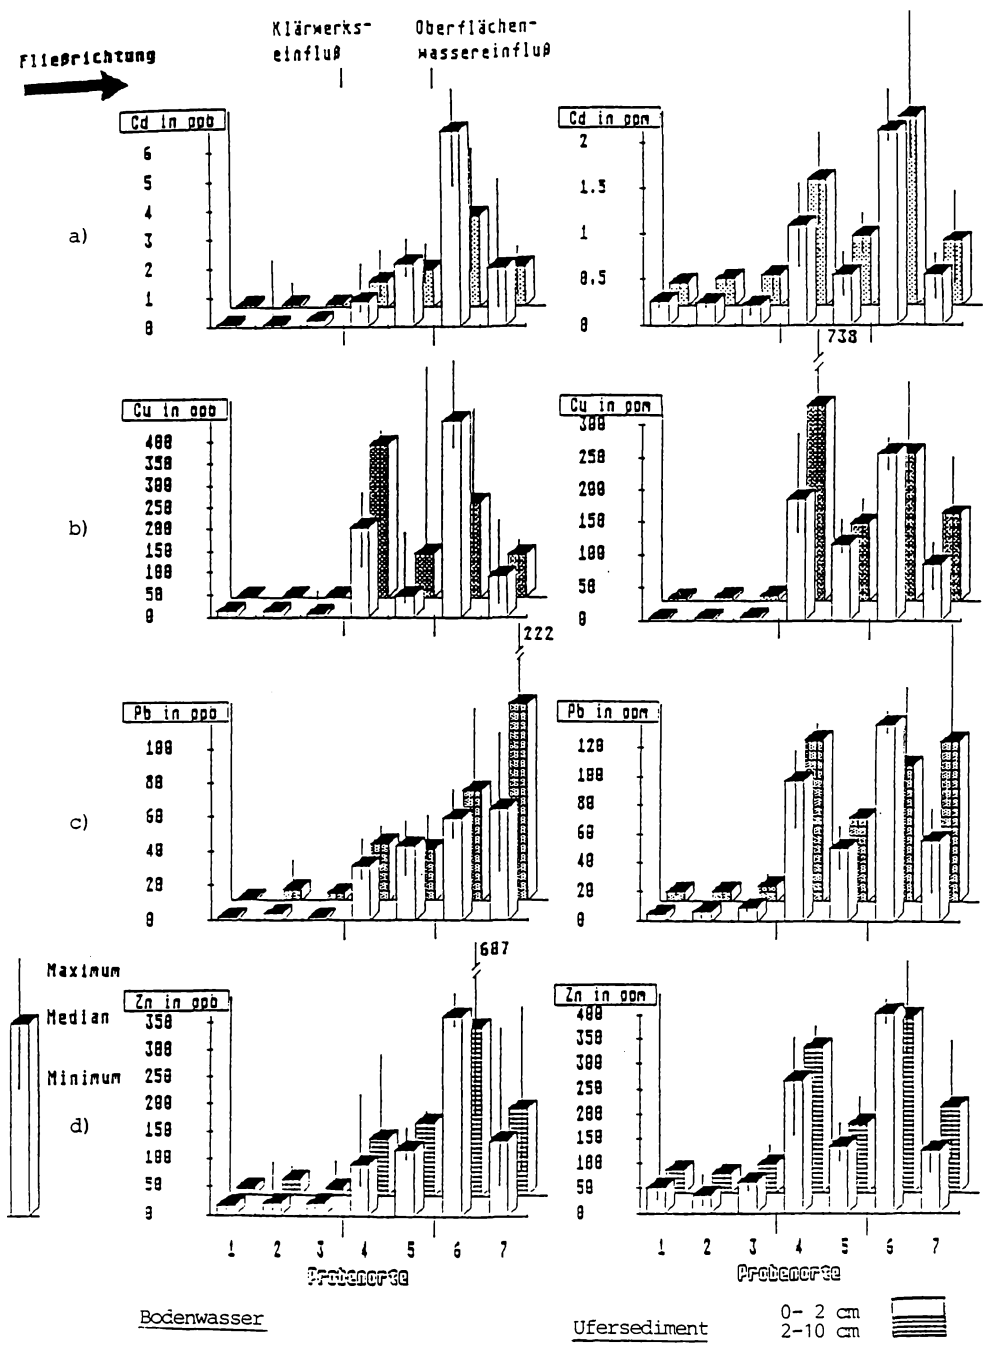 Klärwerks-
einfluß
Oberflächen-
wassereinfluß
Fließrichtung
a)
Cd in ppb
6
5
4
3
2
1
0
Cd in ppm
2
1.5
1
0.5
0
b)
Cu in ppb
400
350
300
250
200
150
100
50
0
738
Cu in ppm
300
250
200
150
100
50
0
c)
222
Pb in ppb
100
80
60
40
20
0
Pb in ppm
120
100
80
60
40
20
0
Maximum
Median
Minimum
d)
687
Zn in ppb
350
300
250
200
150
100
50
0
Zn in ppm
400
350
300
250
200
150
100
50
0
1 2 3 4 5 6 7
Probenorte
1 2 3 4 5 6 7
Probenorte
Bodenwasser
Ufersediment
0- 2 cm
2-10 cm